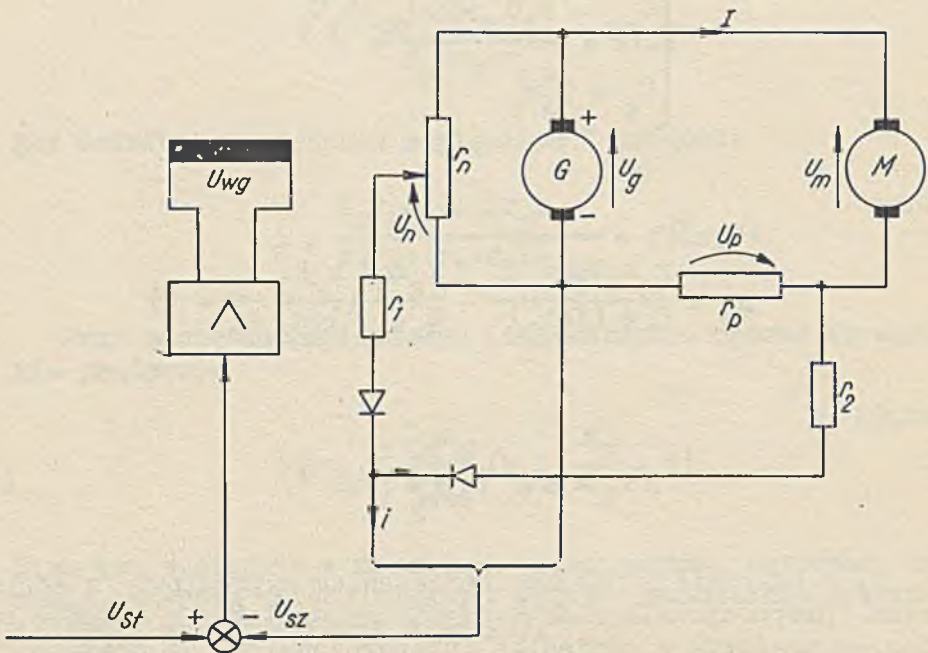 I
+
G
-
U_g
U_m
M
r_n
U_n
U_wg
r_1
U_p
r_p
r_2
i
U_st
+
-
U_sz